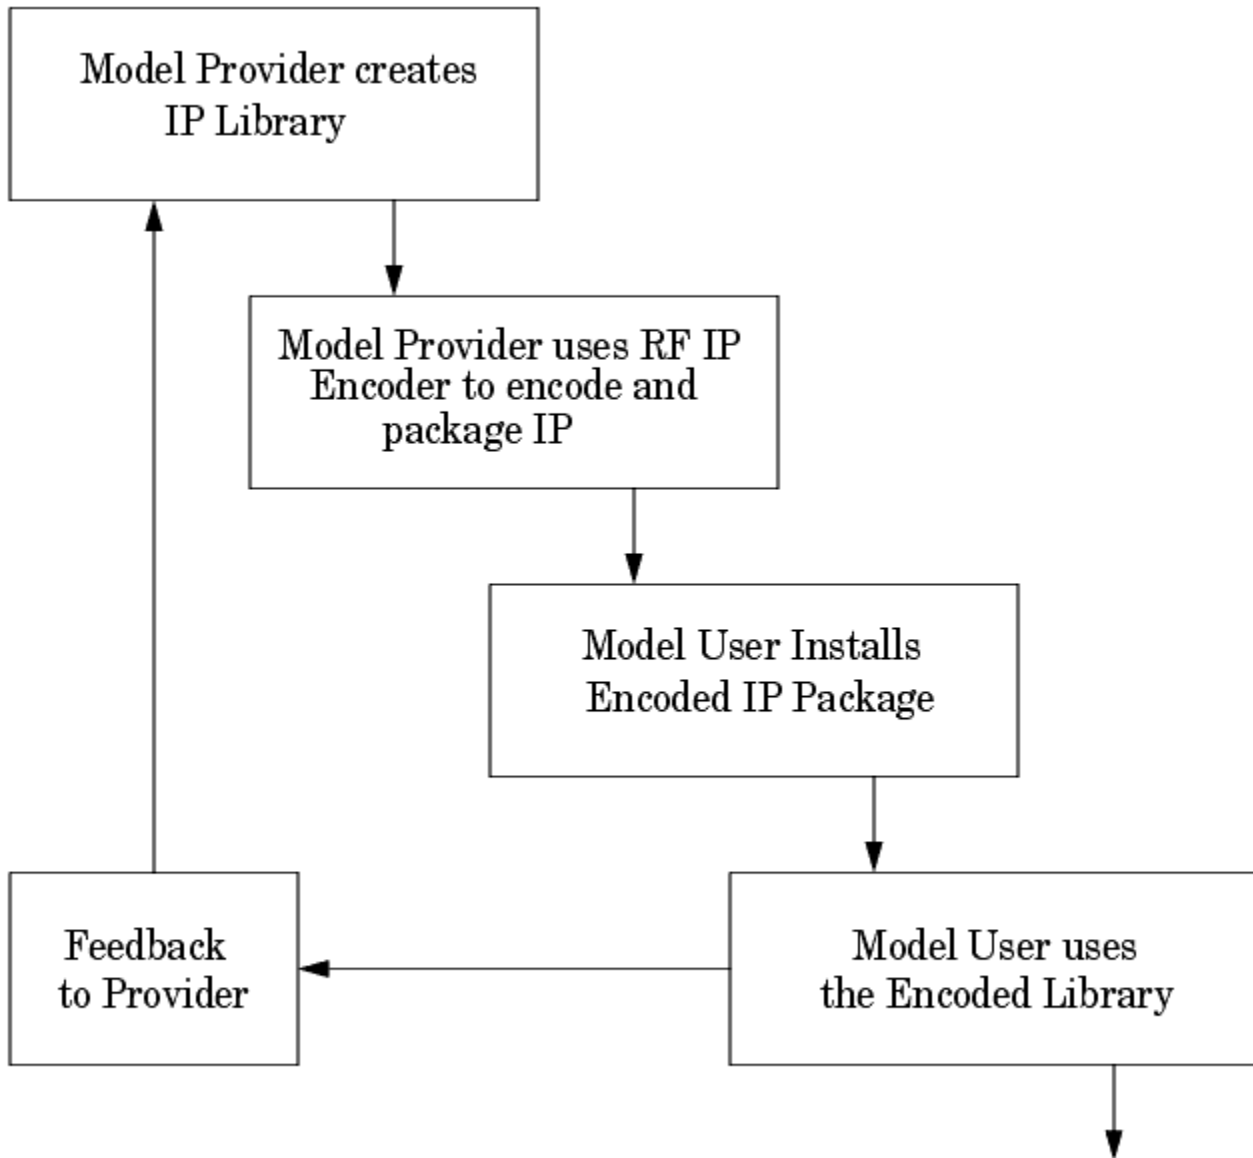 Model Provider creates
IP Library
Model Provider uses RF IP
Encoder to encode and
package IP
Model User Installs
Encoded IP Package
Feedback
to Provider
Model User uses
the Encoded Library